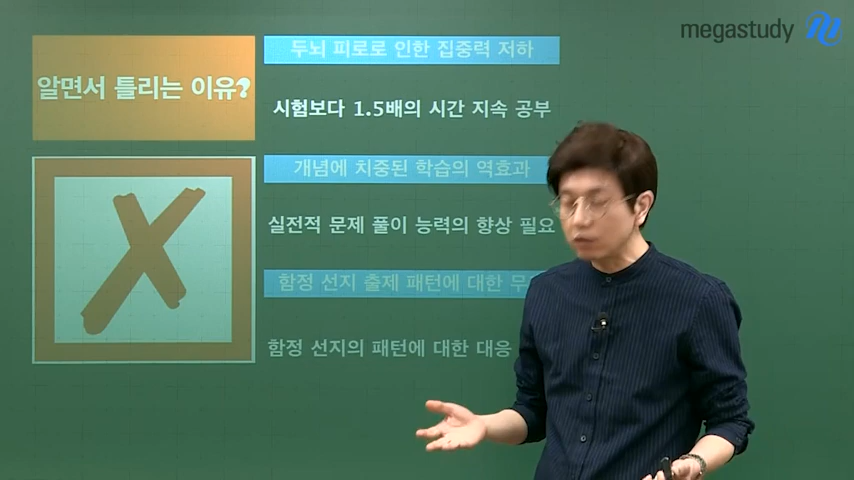 megastudy
알면서 틀리는 이유?
두뇌 피로로 인한 집중력 저하
시험보다 1.5배의 시간 지속 공부
개념에 치중된 학습의 역효과
실전적 문제 풀이 능력의 향상 필요
함정 선지 출제 패턴에 대한 무
함정 선지의 패턴에 대한 대응